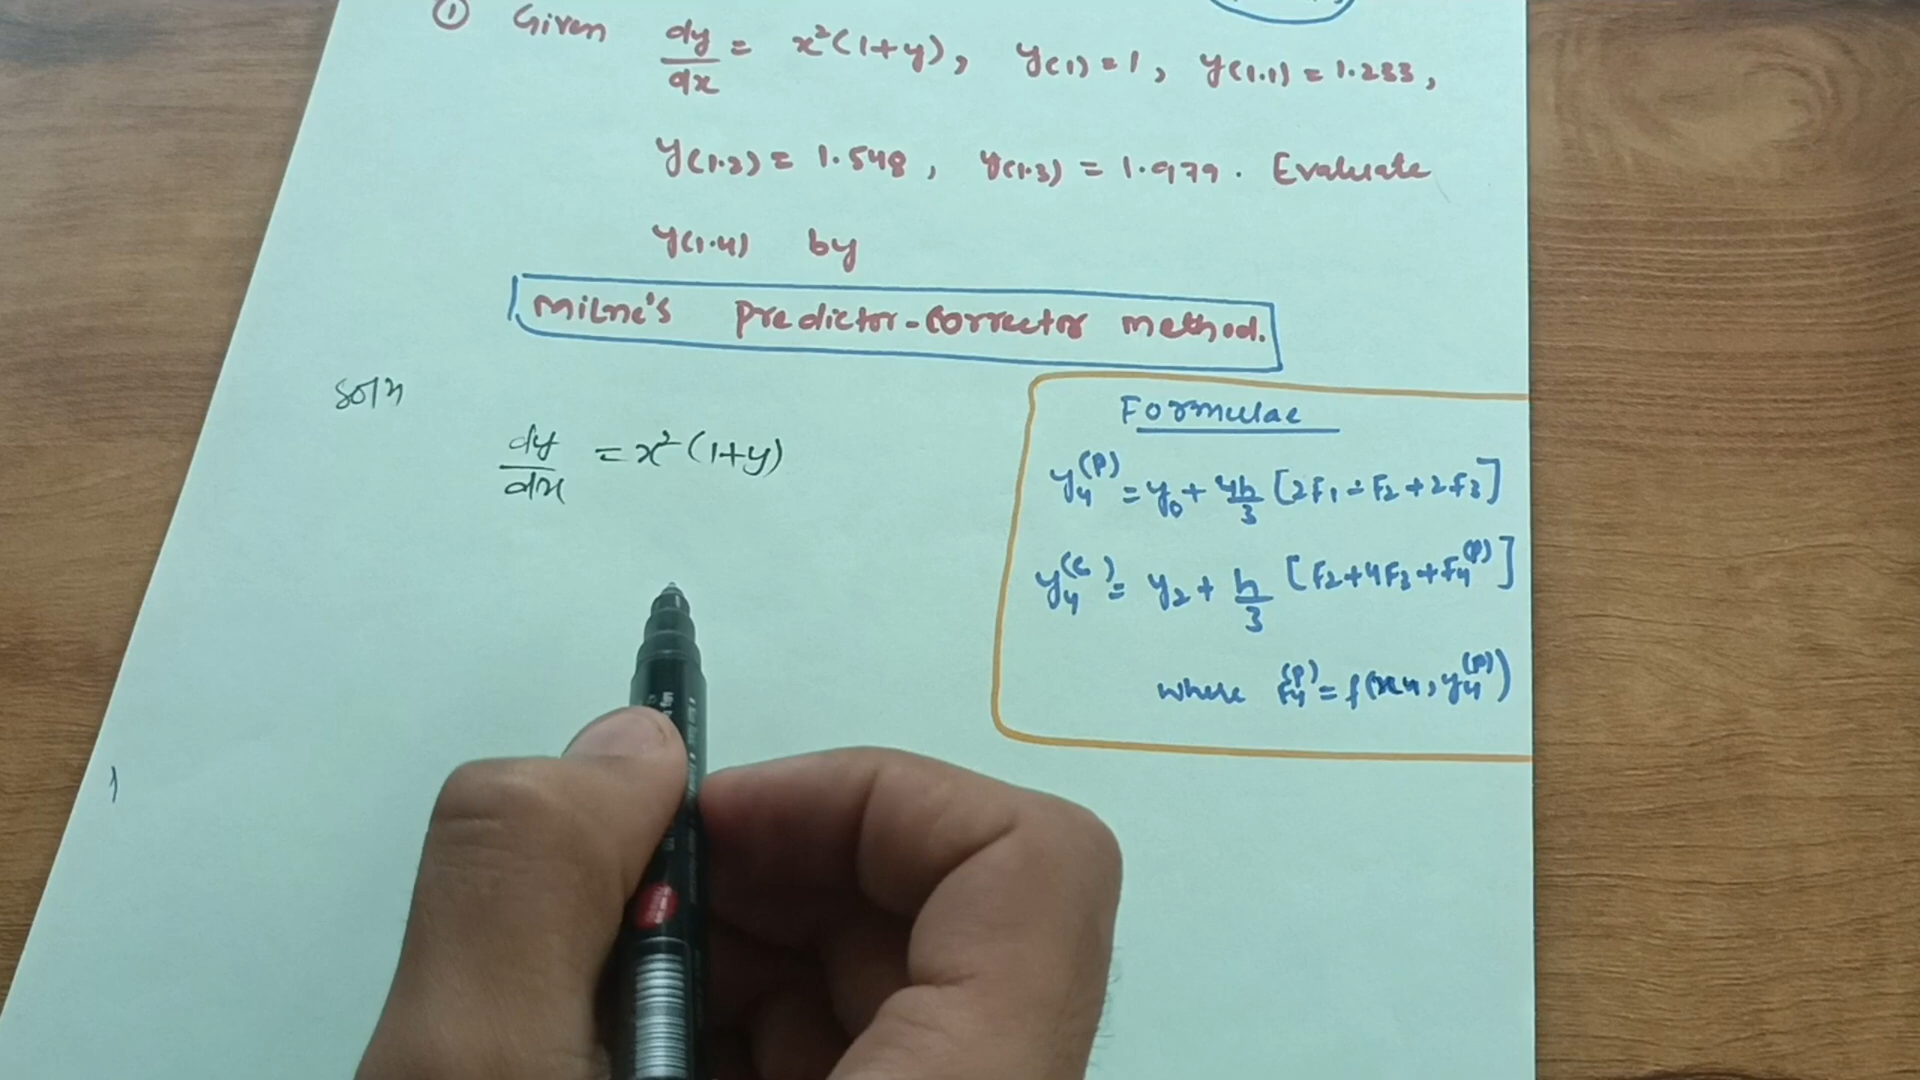 ① Given dy/dx = x²(1+y), y(1)=1, y(1.1)=1.233,
y(1.2)=1.548, y(1.3)=1.979. Evaluate
y(1.4) by
Milne's predictor-corrector method.
Soln
dy/dx = x²(1+y)
Formulae
y₄⁽ᴾ⁾ = y₀ + 4h/3 [2F₁ - F₂ + 2F₃]
y₄⁽ᶜ⁾ = y₂ + h/3 [F₂ + 4F₃ + F₄⁽ᴾ⁾]
where F₄⁽ᴾ⁾ = f(x₄, y₄⁽ᴾ⁾)